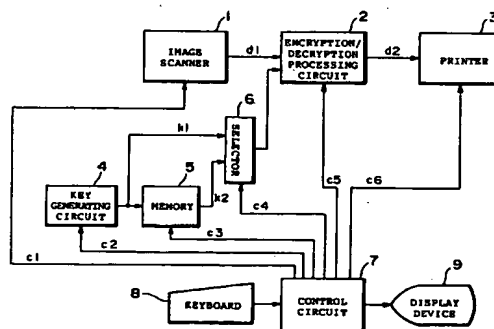 1
IMAGE
SCANNER
d1
2
ENCRYPTION/
DECRYPTION
PROCESSING
CIRCUIT
d2
3
PRINTER
6
SELECTOR
k1
4
KEY
GENERATING
CIRCUIT
5
MEMORY
k2
c5
c6
c4
c3
c2
c1
7
8
KEYBOARD
CONTROL
CIRCUIT
9
DISPLAY
DEVICE